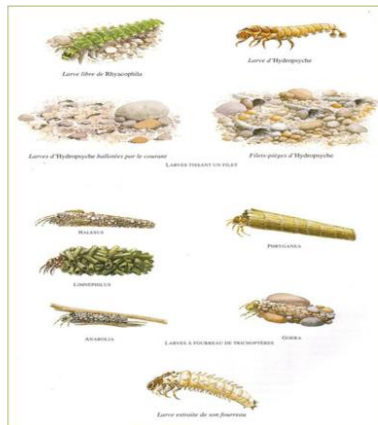 Larve libre de Rhyacophila
Larve d'Hydropsyche
Larves d'Hydropsyche ballottées par le courant
Filets-pièges d'Hydropsyche
LARVES TISSANT UN FILET
HALESUS
PHRYGANEA
LIMNEPHILUS
ANABOLIA
GOERA
LARVES À FOURREAU DE TRICHOPTÈRES
Larve extraite de son fourreau